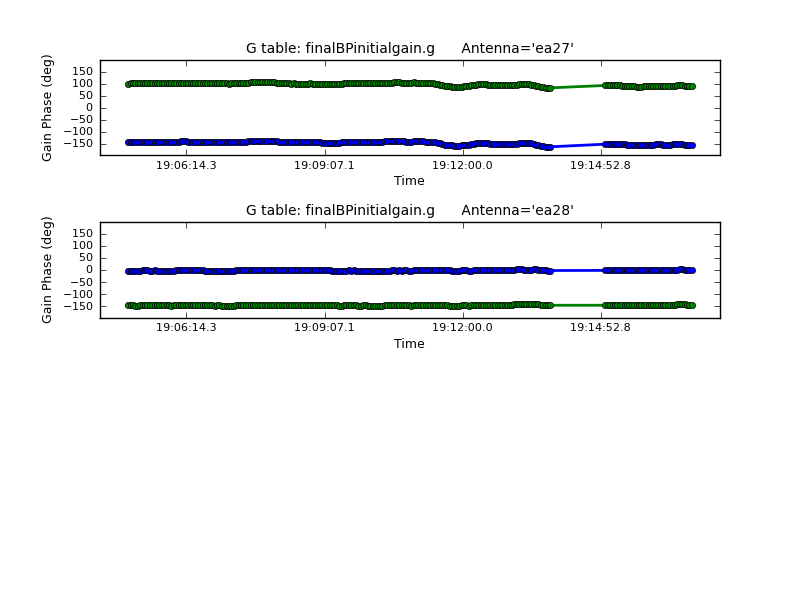 G table: finalBPinitialgain.g      Antenna='ea27'
Gain Phase (deg)
150
100
50
0
−50
−100
−150
19:06:14.3 19:09:07.1 19:12:00.0 19:14:52.8
Time
G table: finalBPinitialgain.g      Antenna='ea28'
Gain Phase (deg)
150
100
50
0
−50
−100
−150
19:06:14.3 19:09:07.1 19:12:00.0 19:14:52.8
Time